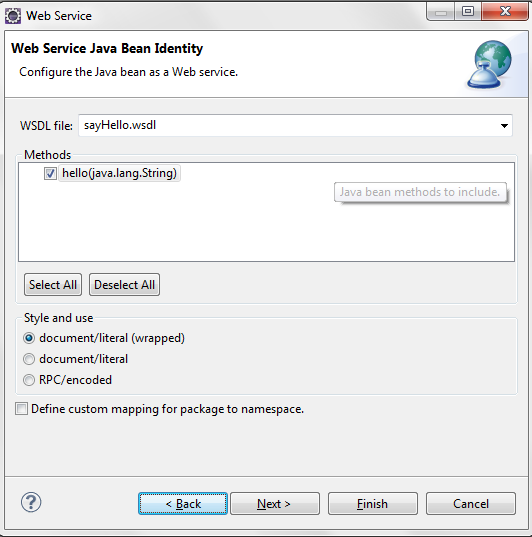 Web Service
Web Service Java Bean Identity
Configure the Java bean as a Web service.
WSDL file: sayHello.wsdl
Methods
hello(java.lang.String)
Java bean methods to include.
Select All Deselect All
Style and use
document/literal (wrapped)
document/literal
RPC/encoded
Define custom mapping for package to namespace.
? < Back Next > Finish Cancel